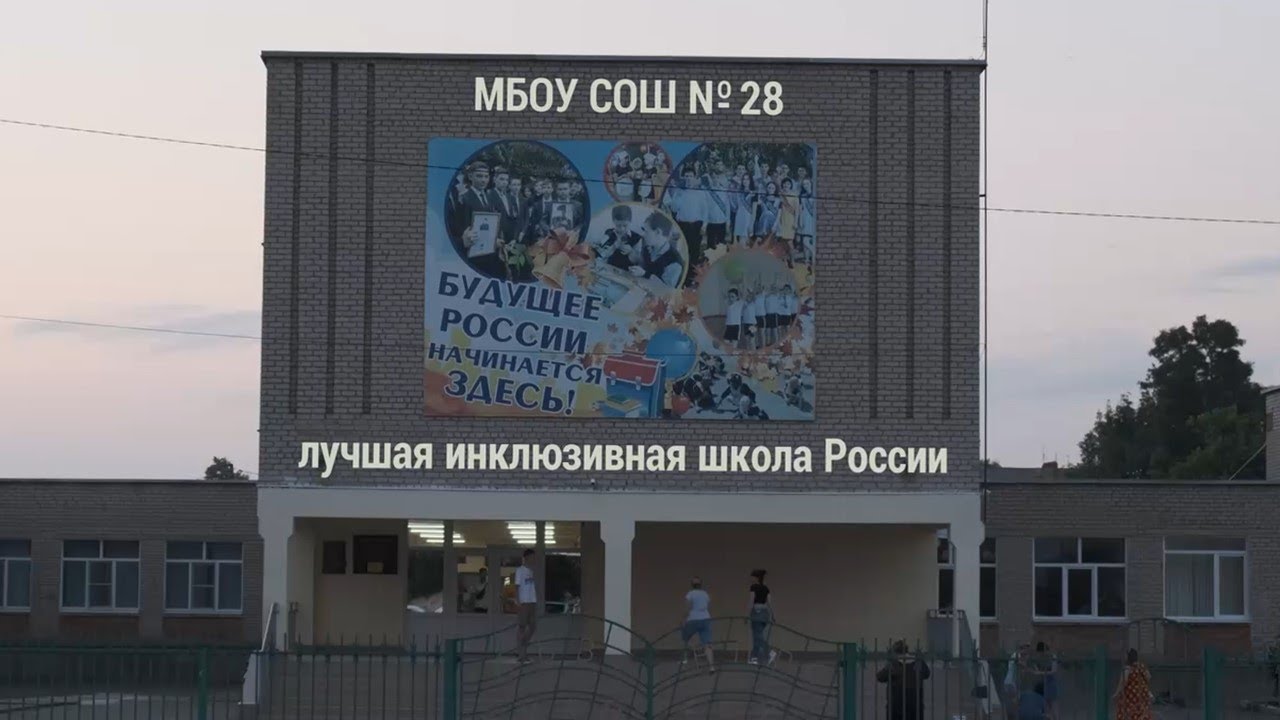 МБОУ СОШ № 28
БУДУЩЕЕ
РОССИИ
НАЧИНАЕТСЯ
ЗДЕСЬ!
лучшая инклюзивная школа России